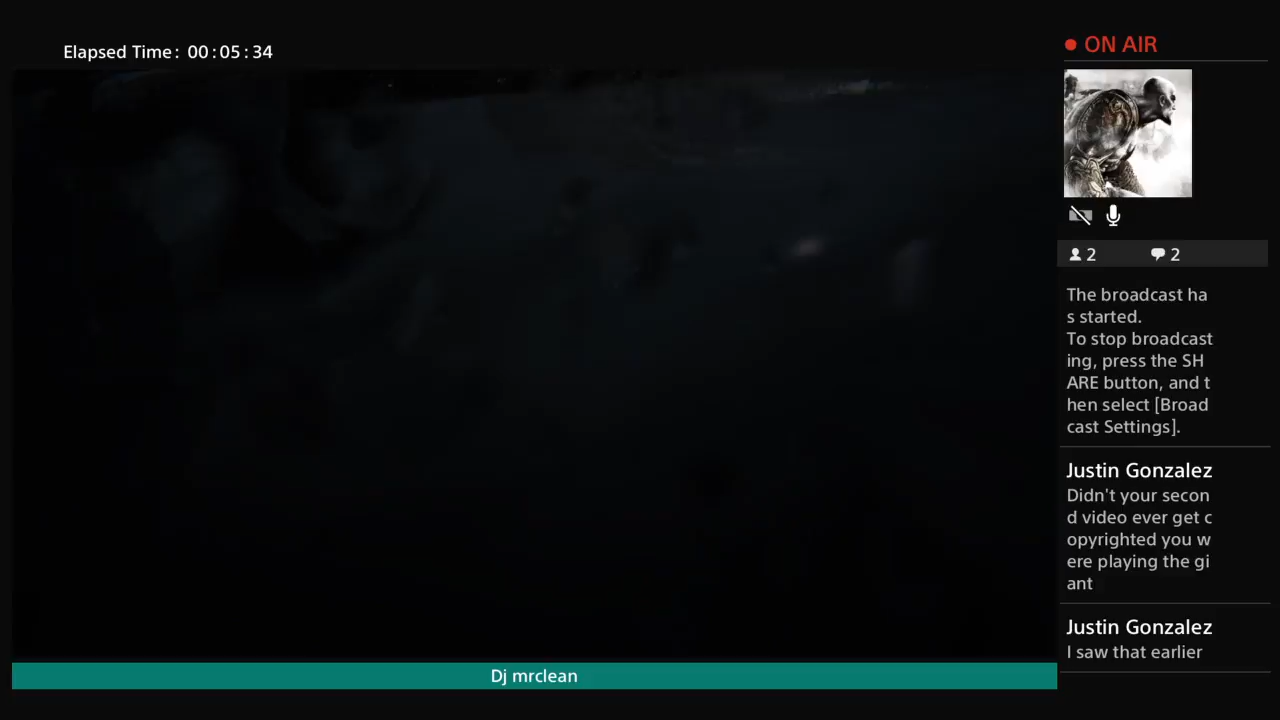 Elapsed Time: 00:05:34
ON AIR
2 2
The broadcast ha
s started.
To stop broadcast
ing, press the SH
ARE button, and t
hen select [Broad
cast Settings].
Justin Gonzalez
Didn't your secon
d video ever get c
opyrighted you w
ere playing the gi
ant
Justin Gonzalez
I saw that earlier
Dj mrclean